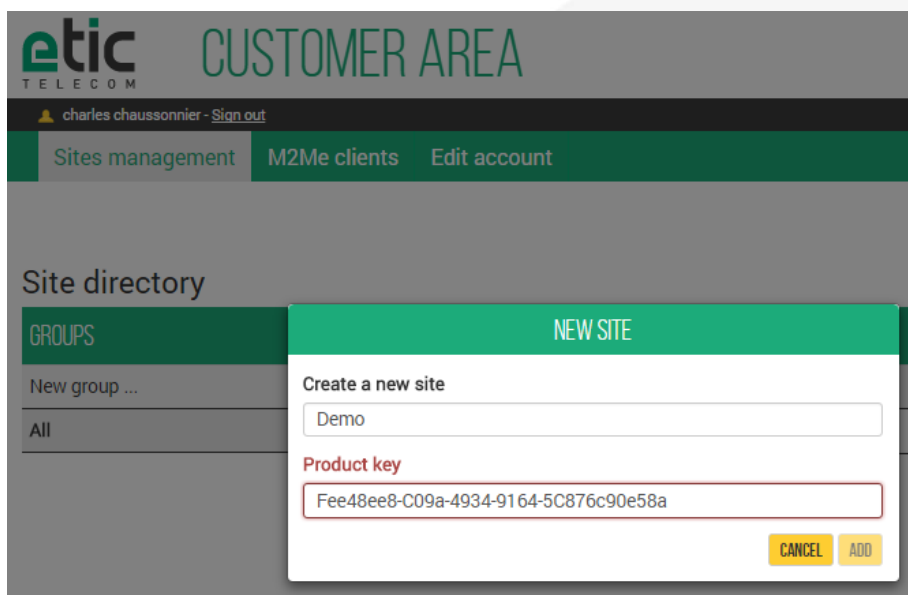 etic
TELECOM
CUSTOMER AREA
charles chaussonnier - Sign out
Sites management M2Me clients Edit account
Site directory
GROUPS
New group ...
All
NEW SITE
Create a new site
Demo
Product key
Fee48ee8-C09a-4934-9164-5C876c90e58a
CANCEL ADD